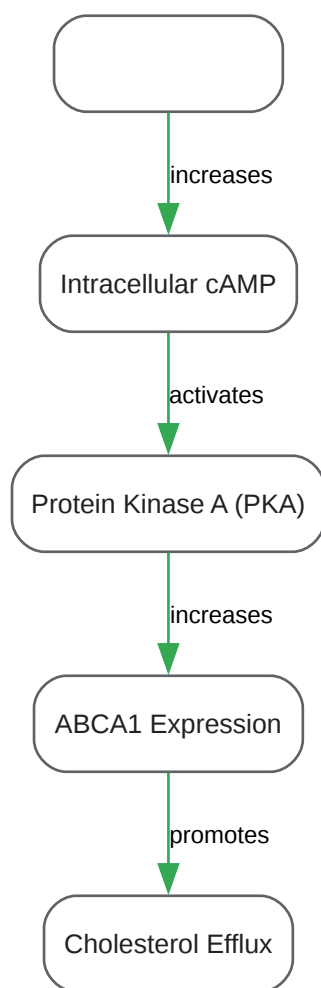 increases
Intracellular cAMP
activates
Protein Kinase A (PKA)
increases
ABCA1 Expression
promotes
Cholesterol Efflux